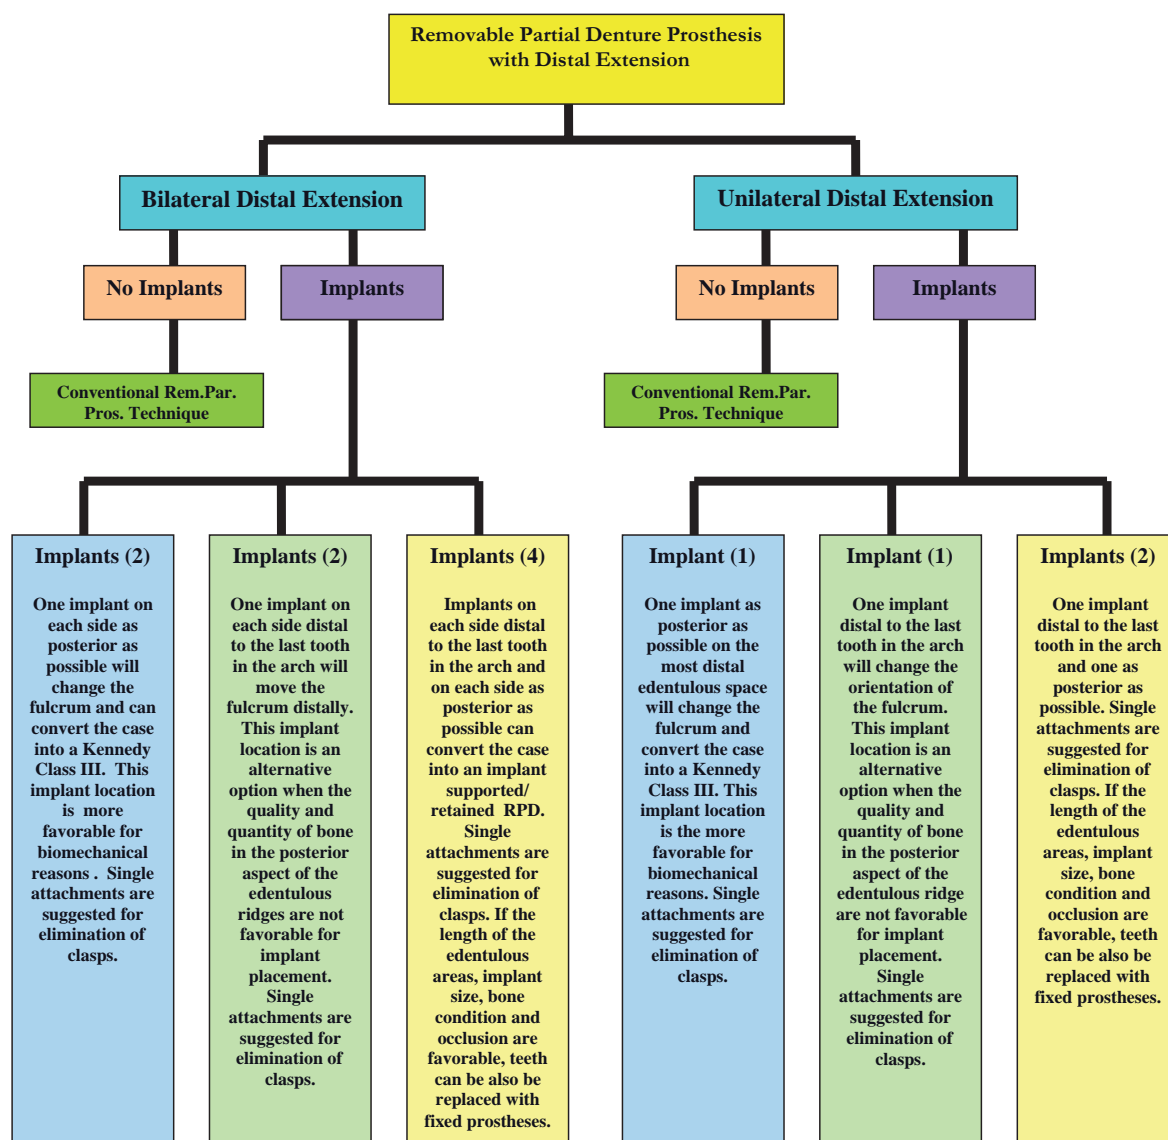 Removable Partial Denture Prosthesis
with Distal Extension
Bilateral Distal Extension
Unilateral Distal Extension
No Implants
Implants
No Implants
Implants
Conventional Rem.Par.
Pros. Technique
Conventional Rem.Par.
Pros. Technique
Implants (2)
One implant on
each side as
posterior as
possible will
change the
fulcrum and can
convert the case
into a Kennedy
Class III. This
implant location
is more
favorable for
biomechanical
reasons . Single
attachments are
suggested for
elimination of
clasps.
Implants (2)
One implant on
each side distal
to the last tooth
in the arch will
move the
fulcrum distally.
This implant
location is an
alternative
option when the
quality and
quantity of bone
in the posterior
aspect of the
edentulous
ridges are not
favorable for
implant
placement.
Single
attachments are
suggested for
elimination of
clasps.
Implants (4)
Implants on
each side distal
to the last tooth
in the arch and
on each side as
posterior as
possible can
convert the case
into an implant
supported/
retained RPD.
Single
attachments are
suggested for
elimination of
clasps. If the
length of the
edentulous
areas, implant
size, bone
condition and
occlusion are
favorable, teeth
can be also be
replaced with
fixed prostheses.
Implant (1)
One implant as
posterior as
possible on the
most distal
edentulous space
will change the
fulcrum and
convert the case
into a Kennedy
Class III. This
implant location
is the more
favorable for
biomechanical
reasons. Single
attachments are
suggested for
elimination of
clasps.
Implant (1)
One implant
distal to the last
tooth in the arch
will change the
orientation of
the fulcrum.
This implant
location is an
alternative
option when the
quality and
quantity of bone
in the posterior
aspect of the
edentulous ridge
are not favorable
for implant
placement.
Single
attachments are
suggested for
elimination of
clasps.
Implants (2)
One implant
distal to the last
tooth in the arch
and one as
posterior as
possible. Single
attachments are
suggested for
elimination of
clasps. If the
length of the
edentulous
areas, implant
size, bone
condition and
occlusion are
favorable, teeth
can be also be
replaced with
fixed prostheses.